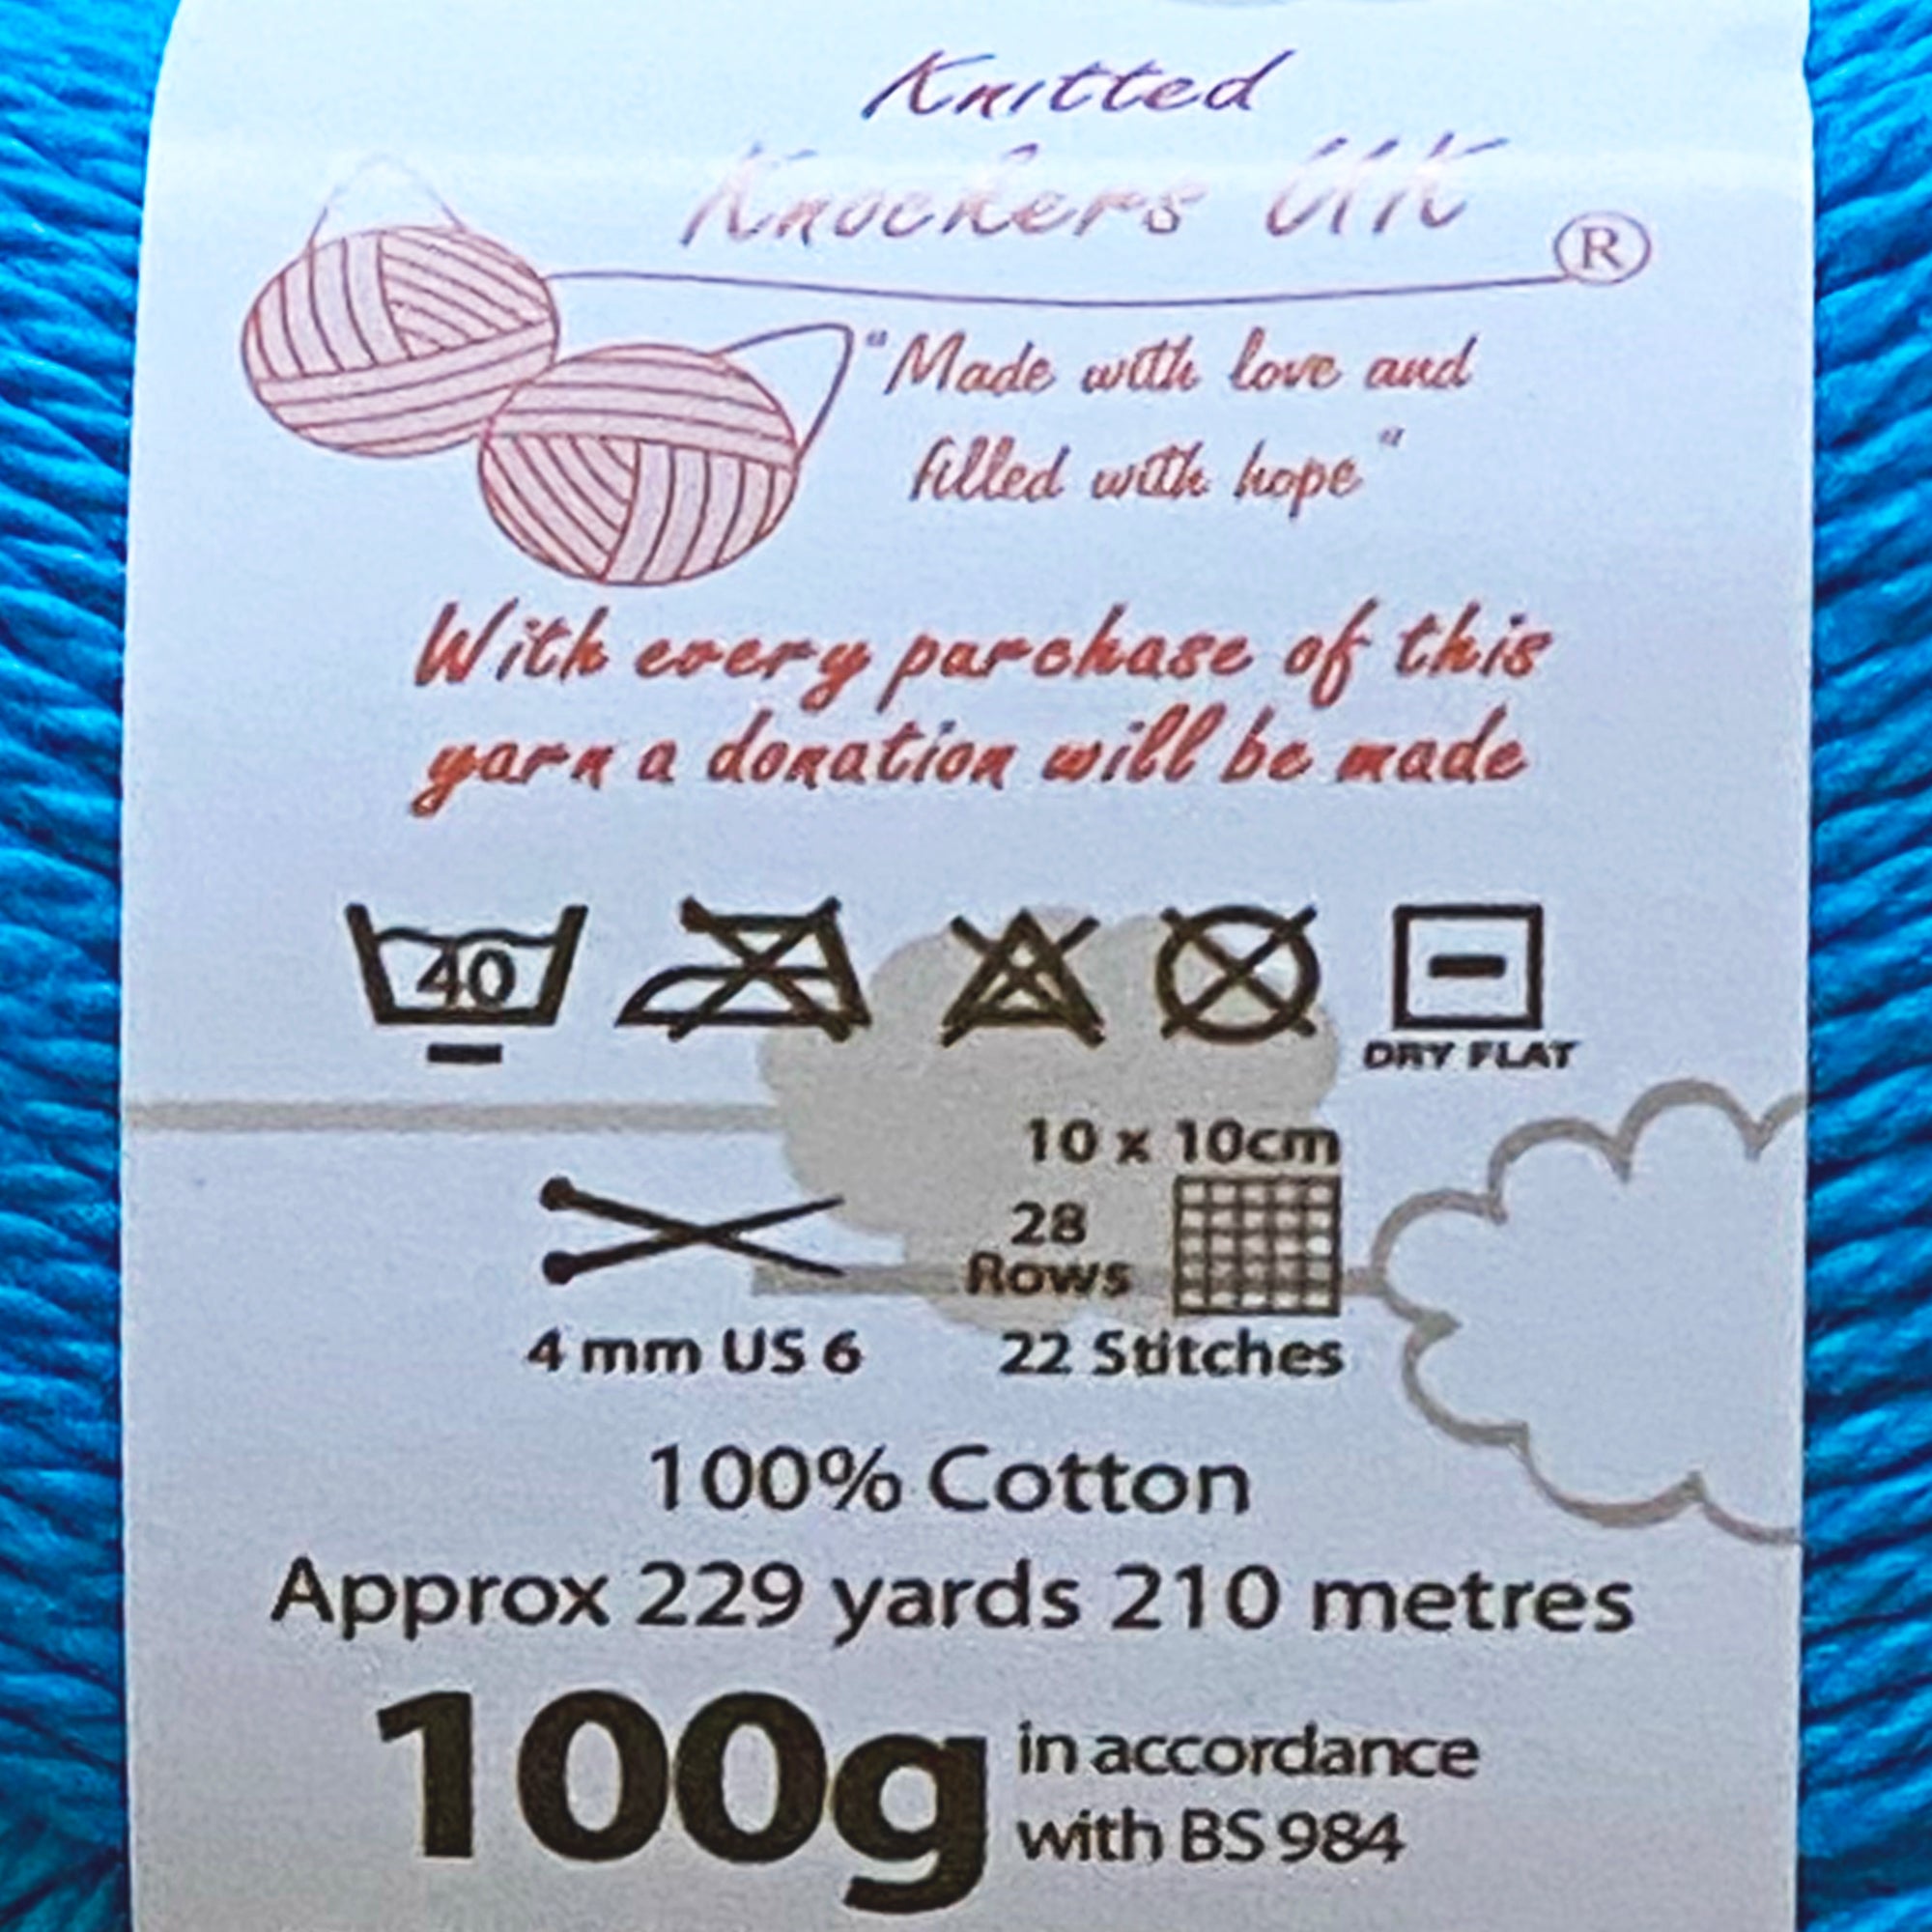 Knitted
Knockers UK
®
"Made with love and
filled with hope"
With every purchase of this
yarn a donation will be made
40
DRY FLAT
10 x 10cm
28
Rows
4 mm US 6
22 Stitches
100% Cotton
Approx 229 yards 210 metres
100g
in accordance
with BS 984